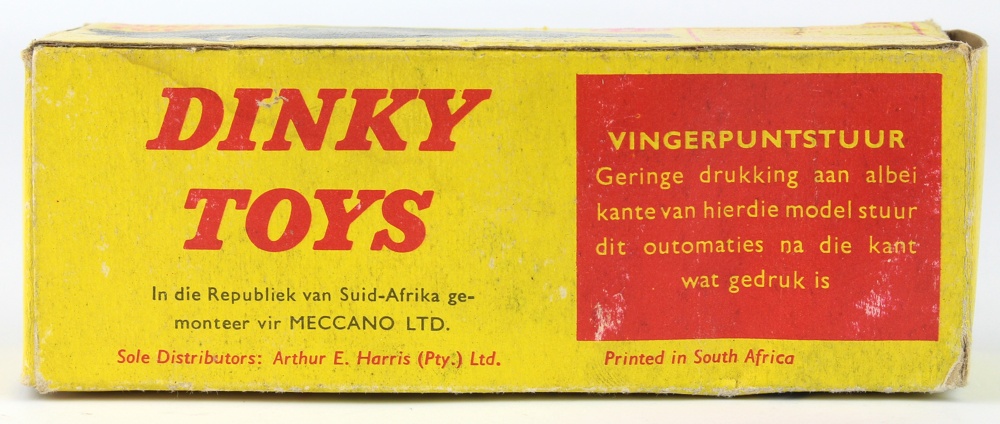 DINKY
TOYS
In die Republiek van Suid-Afrika ge-
monteer vir MECCANO LTD.
Sole Distributors: Arthur E. Harris (Pty.) Ltd.
VINGERPUNTSTUUR
Geringe drukking aan albei
kante van hierdie model stuur
dit outomaties na die kant
wat gedruk is
Printed in South Africa